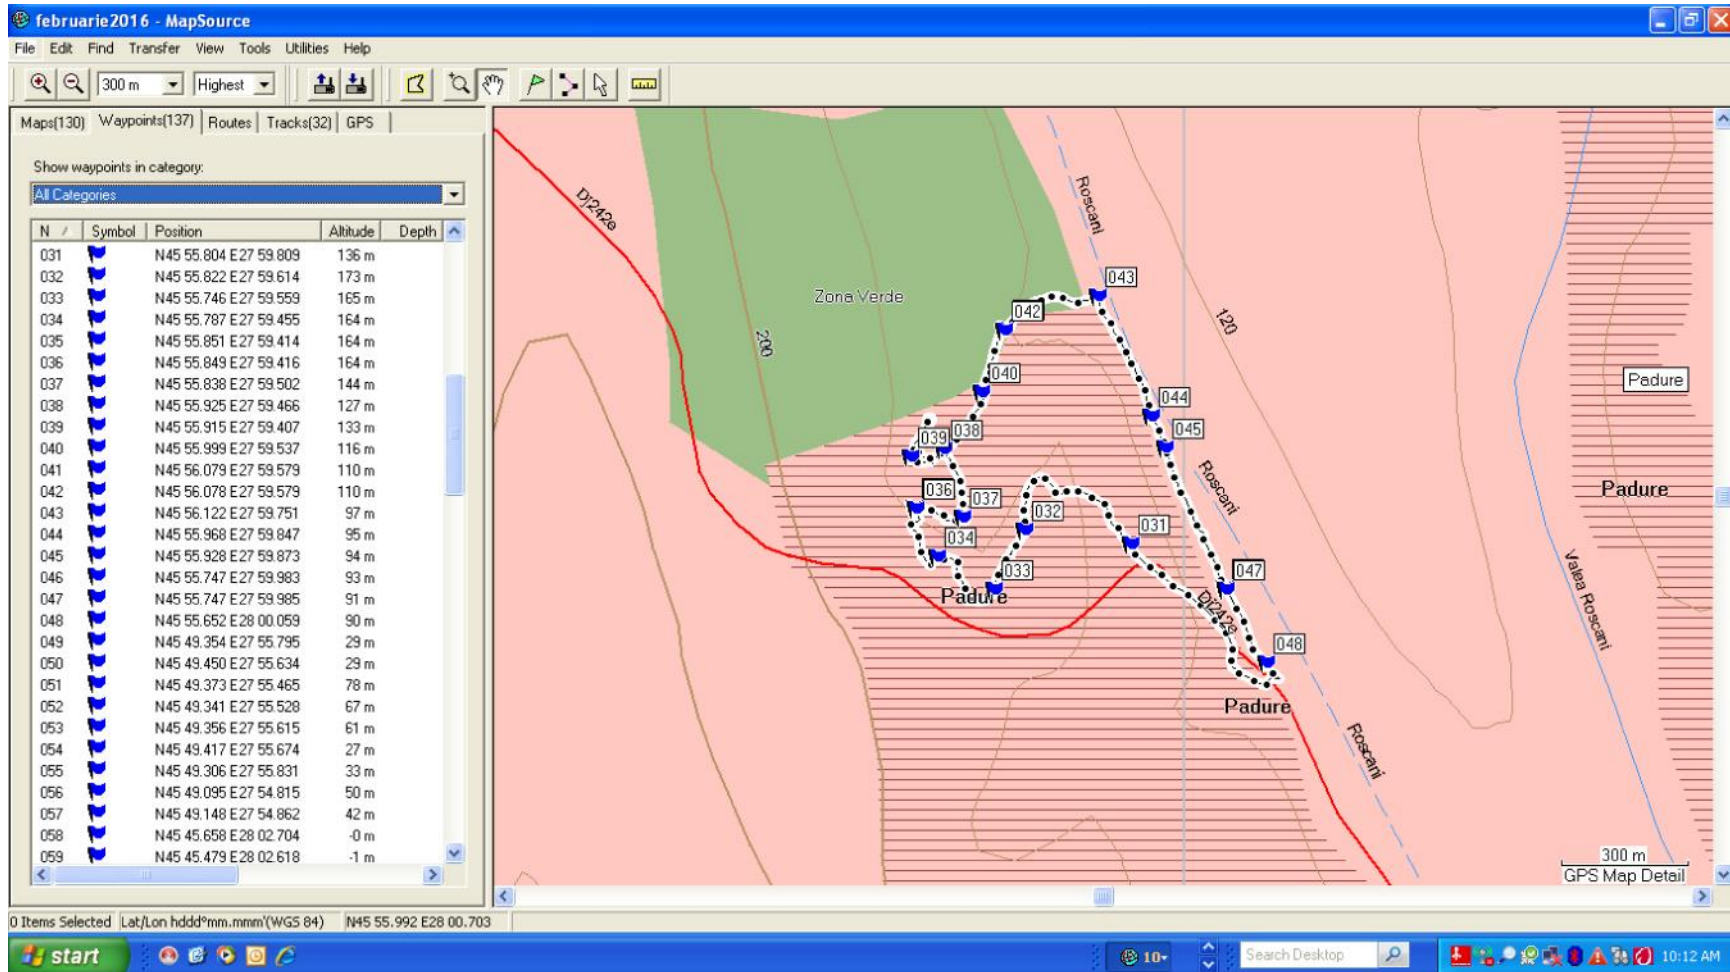 februarie2016 - MapSource
File Edit Find Transfer View Tools Utilities Help
300 m Highest
Maps(130) Waypoints(137) Routes Tracks(32) GPS
Show waypoints in category:
All Categories
N Symbol Position Altitude Depth
031 N45 55.804 E27 59.809 136 m
032 N45 55.822 E27 59.614 173 m
033 N45 55.746 E27 59.559 165 m
034 N45 55.787 E27 59.455 164 m
035 N45 55.851 E27 59.414 164 m
036 N45 55.849 E27 59.416 164 m
037 N45 55.838 E27 59.502 144 m
038 N45 55.925 E27 59.466 127 m
039 N45 55.915 E27 59.407 133 m
040 N45 55.999 E27 59.537 116 m
041 N45 56.079 E27 59.579 110 m
042 N45 56.078 E27 59.579 110 m
043 N45 56.122 E27 59.751 97 m
044 N45 55.968 E27 59.847 95 m
045 N45 55.928 E27 59.873 94 m
046 N45 55.747 E27 59.983 93 m
047 N45 55.747 E27 59.985 91 m
048 N45 55.652 E28 00.059 90 m
049 N45 49.354 E27 55.795 29 m
050 N45 49.450 E27 55.634 29 m
051 N45 49.373 E27 55.465 78 m
052 N45 49.341 E27 55.528 67 m
053 N45 49.356 E27 55.615 61 m
054 N45 49.417 E27 55.674 27 m
055 N45 49.306 E27 55.831 33 m
056 N45 49.095 E27 54.815 50 m
057 N45 49.148 E27 54.862 42 m
058 N45 45.658 E28 02.704 -0 m
059 N45 45.479 E28 02.618 -1 m
Dj242e
Roscani
Zona Verde
043
042
120
200
040
Padure
044
045
038
039
Roscani
036
037
Padure
032
031
034
033
047
Padure
Dj242e
Valea Roscani
048
Padure
Roscani
300 m
GPS Map Detail
0 Items Selected Lat/Lon hddd°mm.mmm'(WGS 84) N45 55.992 E28 00.703
start 10 Search Desktop 10:12 AM